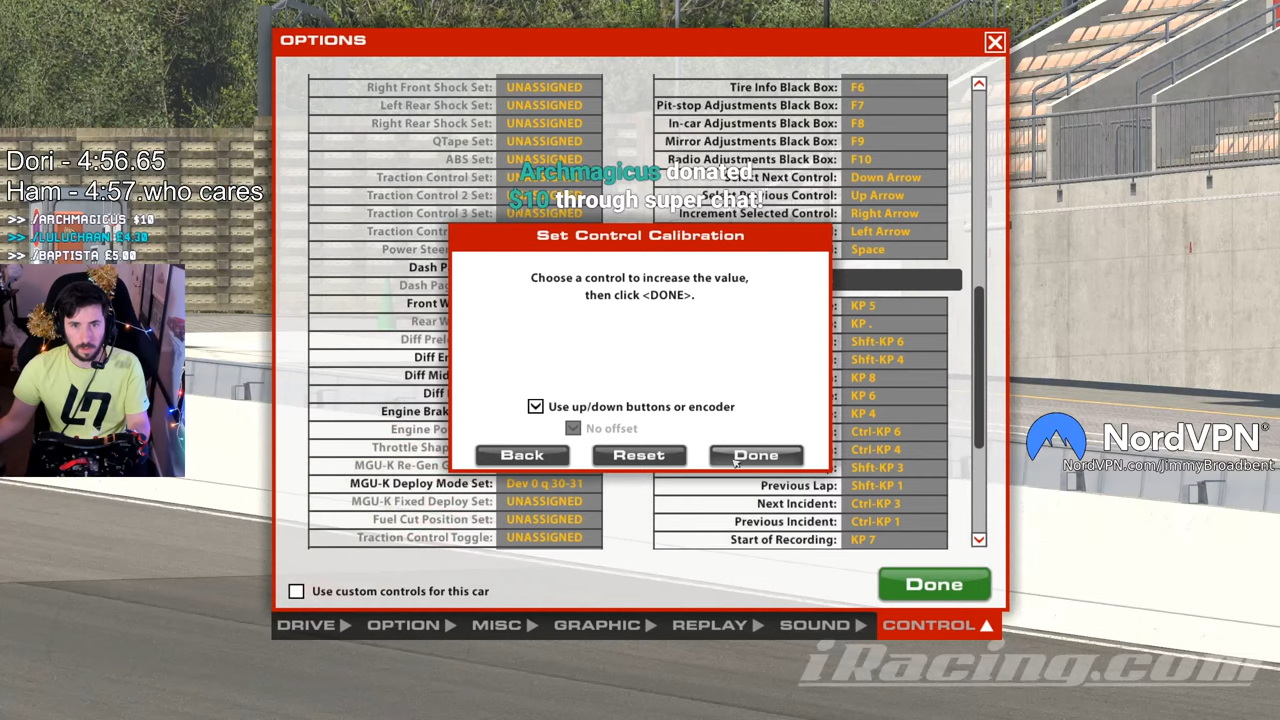 OPTIONS
Right Front Shock Set: UNASSIGNED
Left Rear Shock Set: UNASSIGNED
Right Rear Shock Set: UNASSIGNED
QTape Set: UNASSIGNED
ABS Set: UNASSIGNED
Traction Control Set:
Traction Control 2 Set:
Traction Control 3 Set:
Traction
Power Steer
Dash P
Dash Pag
Front W
Rear W
Diff Prel
Diff En
Diff Mid
Diff
Engine Brak
Engine Po
Throttle Shap
MGU-K Re-Gen
MGU-K Deploy Mode Set: Dev 0 q 30-31
MGU-K Fixed Deploy Set: UNASSIGNED
Fuel Cut Position Set: UNASSIGNED
Traction Control Toggle: UNASSIGNED
Tire Info Black Box: F6
Pit-stop Adjustments Black Box: F7
In-car Adjustments Black Box: F8
Mirror Adjustments Black Box: F9
Radio Adjustments Black Box: F10
Next Control: Down Arrow
Control: Up Arrow
Increment Selected Control: Right Arrow
Left Arrow
Space
KP 5
KP .
Shft-KP 6
Shft-KP 4
KP 8
KP 6
KP 4
Ctrl-KP 6
Ctrl-KP 4
Shft-KP 3
Previous Lap: Shft-KP 1
Next Incident: Ctrl-KP 3
Previous Incident: Ctrl-KP 1
Start of Recording: KP 7
Archmagicus donated
$10 through super chat!
Set Control Calibration
Choose a control to increase the value,
then click <DONE>.
Use up/down buttons or encoder
No offset
Back Reset Done
Use custom controls for this car
Done
DRIVE OPTION MISC GRAPHIC REPLAY SOUND CONTROL
Dori - 4:56.65
Ham - 4:57 who cares
>> /ARCHMAGICUS $10
>> /LULUCHAAN £4.30
>> /BAPTISTA £5.00
NordVPN®
NordVPN.com/JimmyBroadbent
iRacing.com